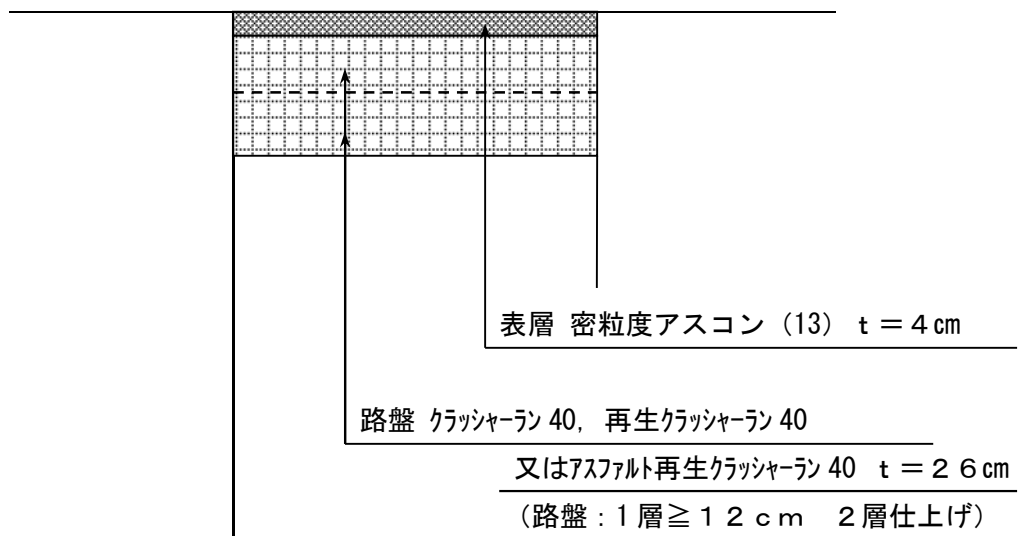 表層 密粒度アスコン（13） ｔ＝４㎝
路盤 ｸﾗｯｼｬｰﾗﾝ 40, 再生ｸﾗｯｼｬｰﾗﾝ 40
又はｱｽﾌｧﾙﾄ再生ｸﾗｯｼｬｰﾗﾝ 40 ｔ＝２６㎝
（路盤：１層≧１２ｃｍ　２層仕上げ）